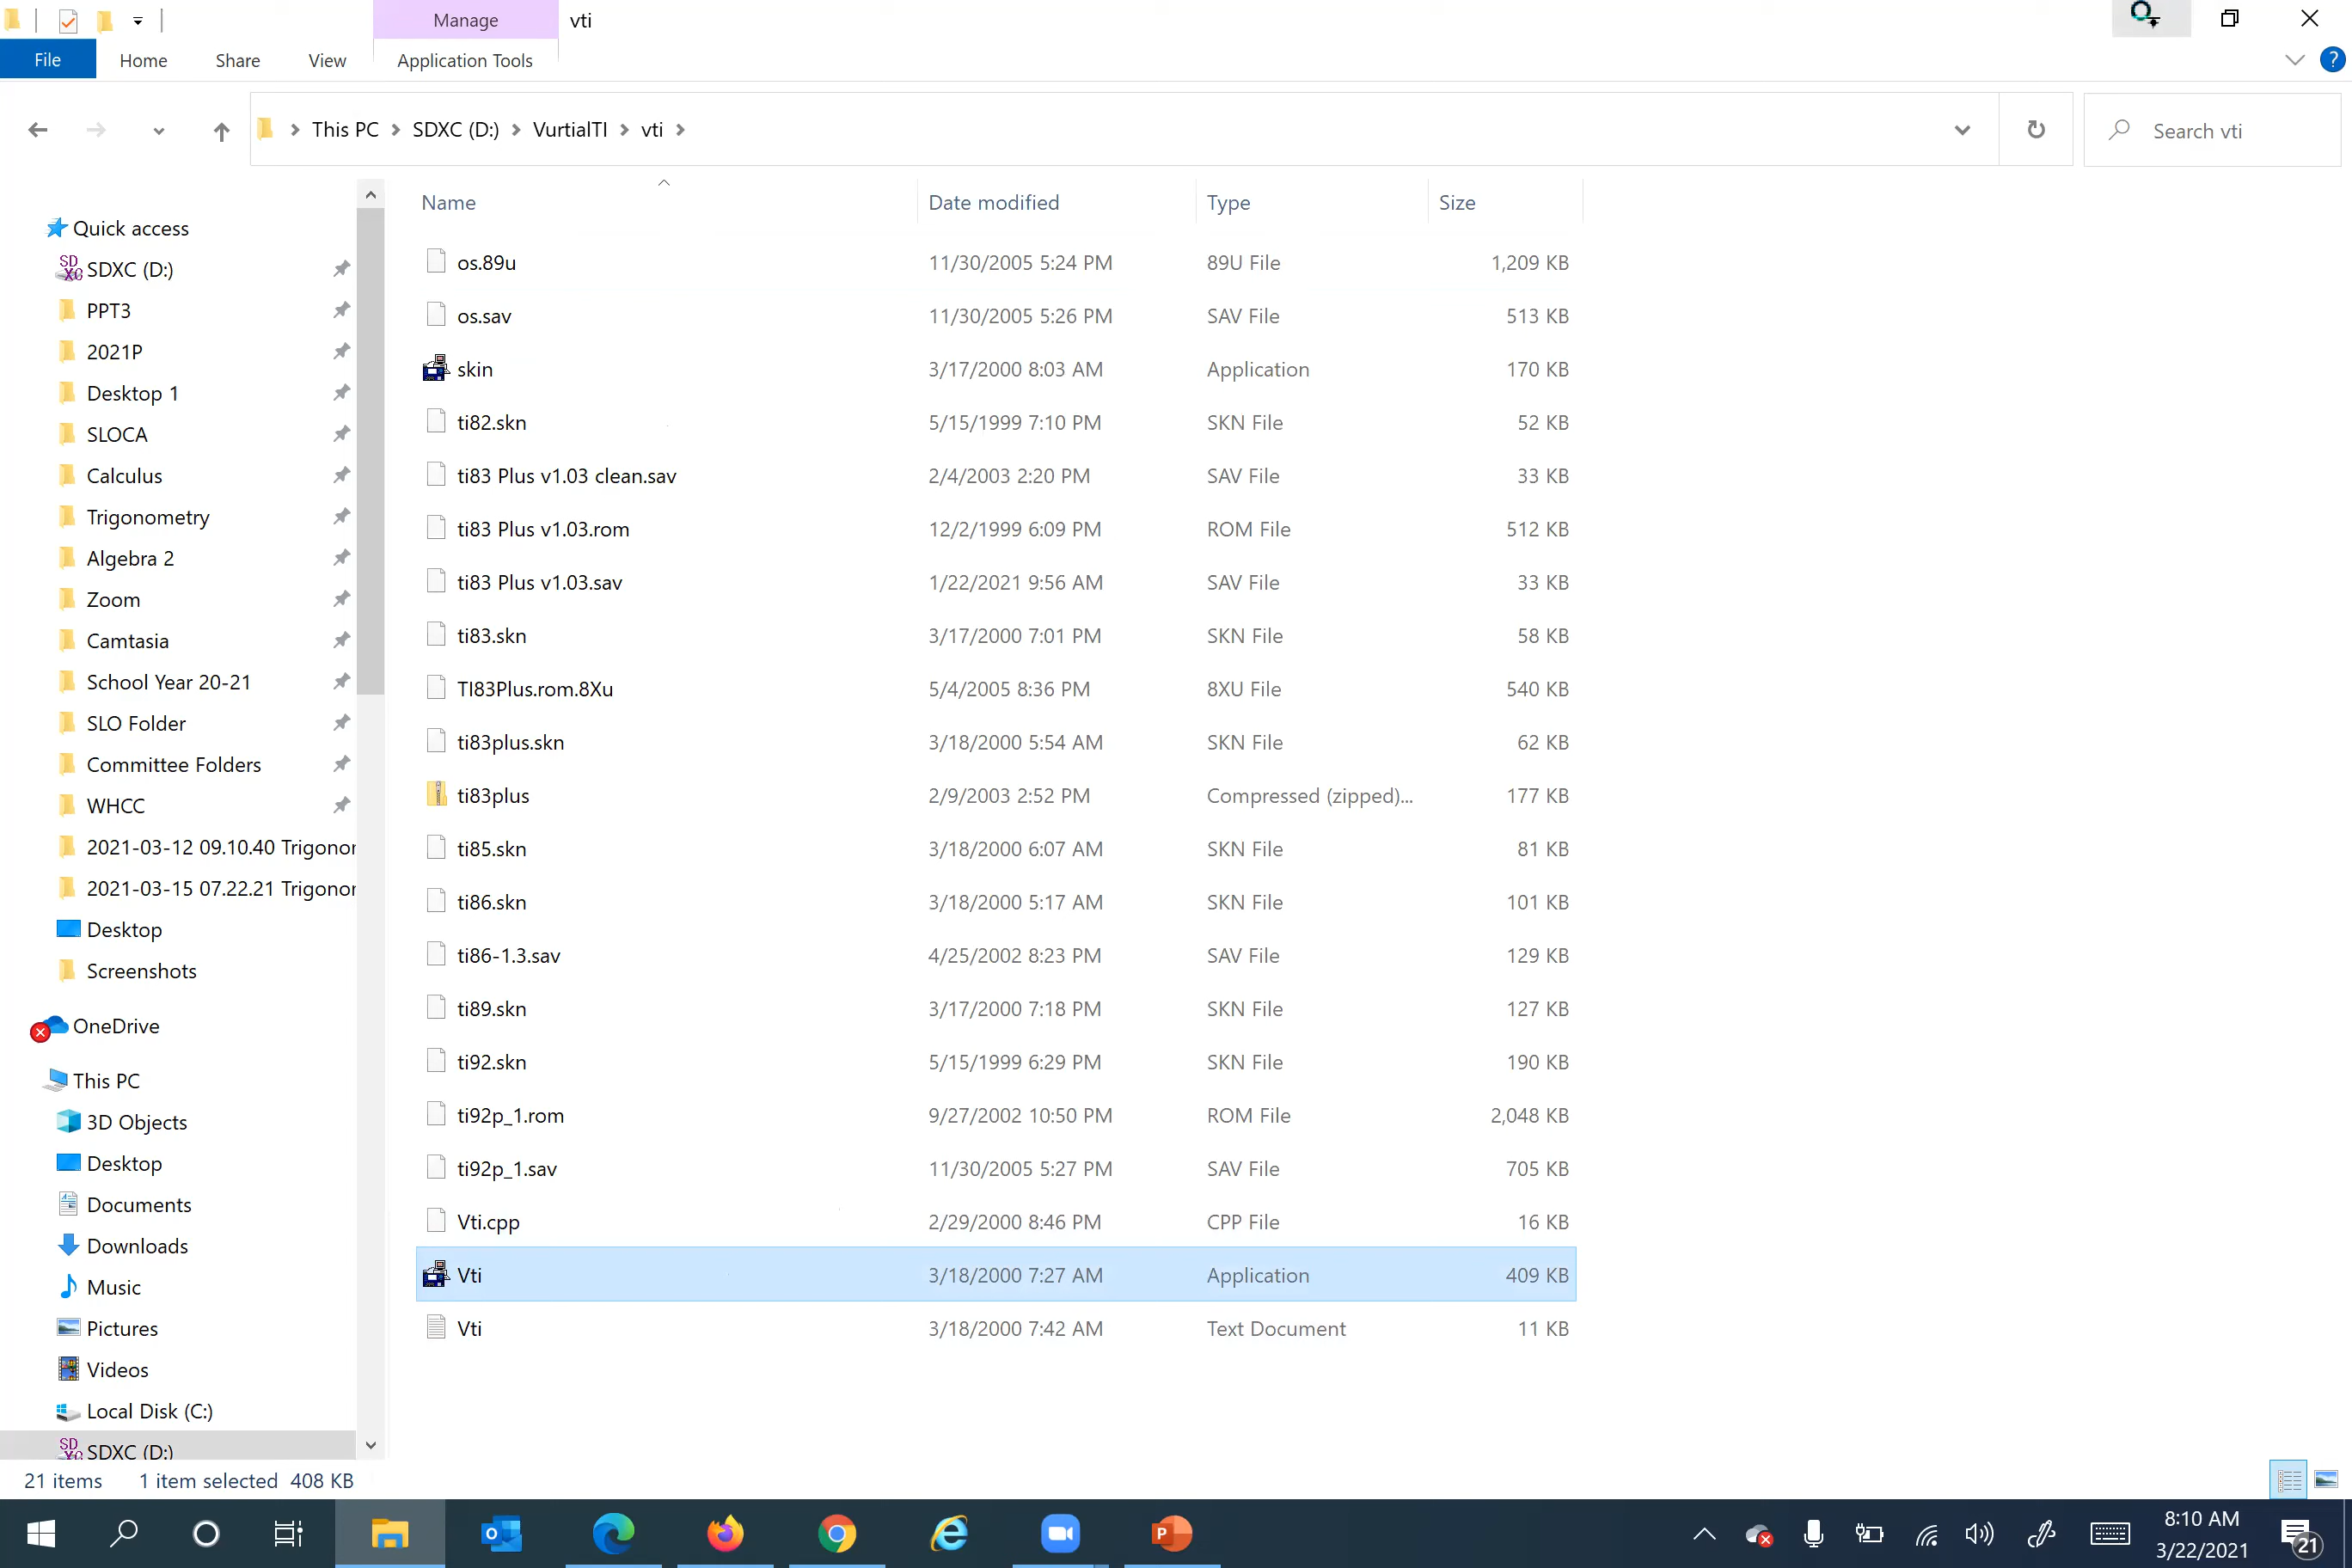 Manage vti
File Home Share View Application Tools
This PC SDXC (D:) VurtialTI vti Search vti
Name Date modified Type Size
Quick access
SDXC (D:)
PPT3
2021P
Desktop 1
SLOCA
Calculus
Trigonometry
Algebra 2
Zoom
Camtasia
School Year 20-21
SLO Folder
Committee Folders
WHCC
2021-03-12 09.10.40 Trigonor
2021-03-15 07.22.21 Trigonor
Desktop
Screenshots
OneDrive
This PC
3D Objects
Desktop
Documents
Downloads
Music
Pictures
Videos
Local Disk (C:)
SDXC (D:)
os.89u 11/30/2005 5:24 PM 89U File 1,209 KB
os.sav 11/30/2005 5:26 PM SAV File 513 KB
skin 3/17/2000 8:03 AM Application 170 KB
ti82.skn 5/15/1999 7:10 PM SKN File 52 KB
ti83 Plus v1.03 clean.sav 2/4/2003 2:20 PM SAV File 33 KB
ti83 Plus v1.03.rom 12/2/1999 6:09 PM ROM File 512 KB
ti83 Plus v1.03.sav 1/22/2021 9:56 AM SAV File 33 KB
ti83.skn 3/17/2000 7:01 PM SKN File 58 KB
TI83Plus.rom.8Xu 5/4/2005 8:36 PM 8XU File 540 KB
ti83plus.skn 3/18/2000 5:54 AM SKN File 62 KB
ti83plus 2/9/2003 2:52 PM Compressed (zipped)... 177 KB
ti85.skn 3/18/2000 6:07 AM SKN File 81 KB
ti86.skn 3/18/2000 5:17 AM SKN File 101 KB
ti86-1.3.sav 4/25/2002 8:23 PM SAV File 129 KB
ti89.skn 3/17/2000 7:18 PM SKN File 127 KB
ti92.skn 5/15/1999 6:29 PM SKN File 190 KB
ti92p_1.rom 9/27/2002 10:50 PM ROM File 2,048 KB
ti92p_1.sav 11/30/2005 5:27 PM SAV File 705 KB
Vti.cpp 2/29/2000 8:46 PM CPP File 16 KB
Vti 3/18/2000 7:27 AM Application 409 KB
Vti 3/18/2000 7:42 AM Text Document 11 KB
21 items 1 item selected 408 KB
8:10 AM
3/22/2021
21